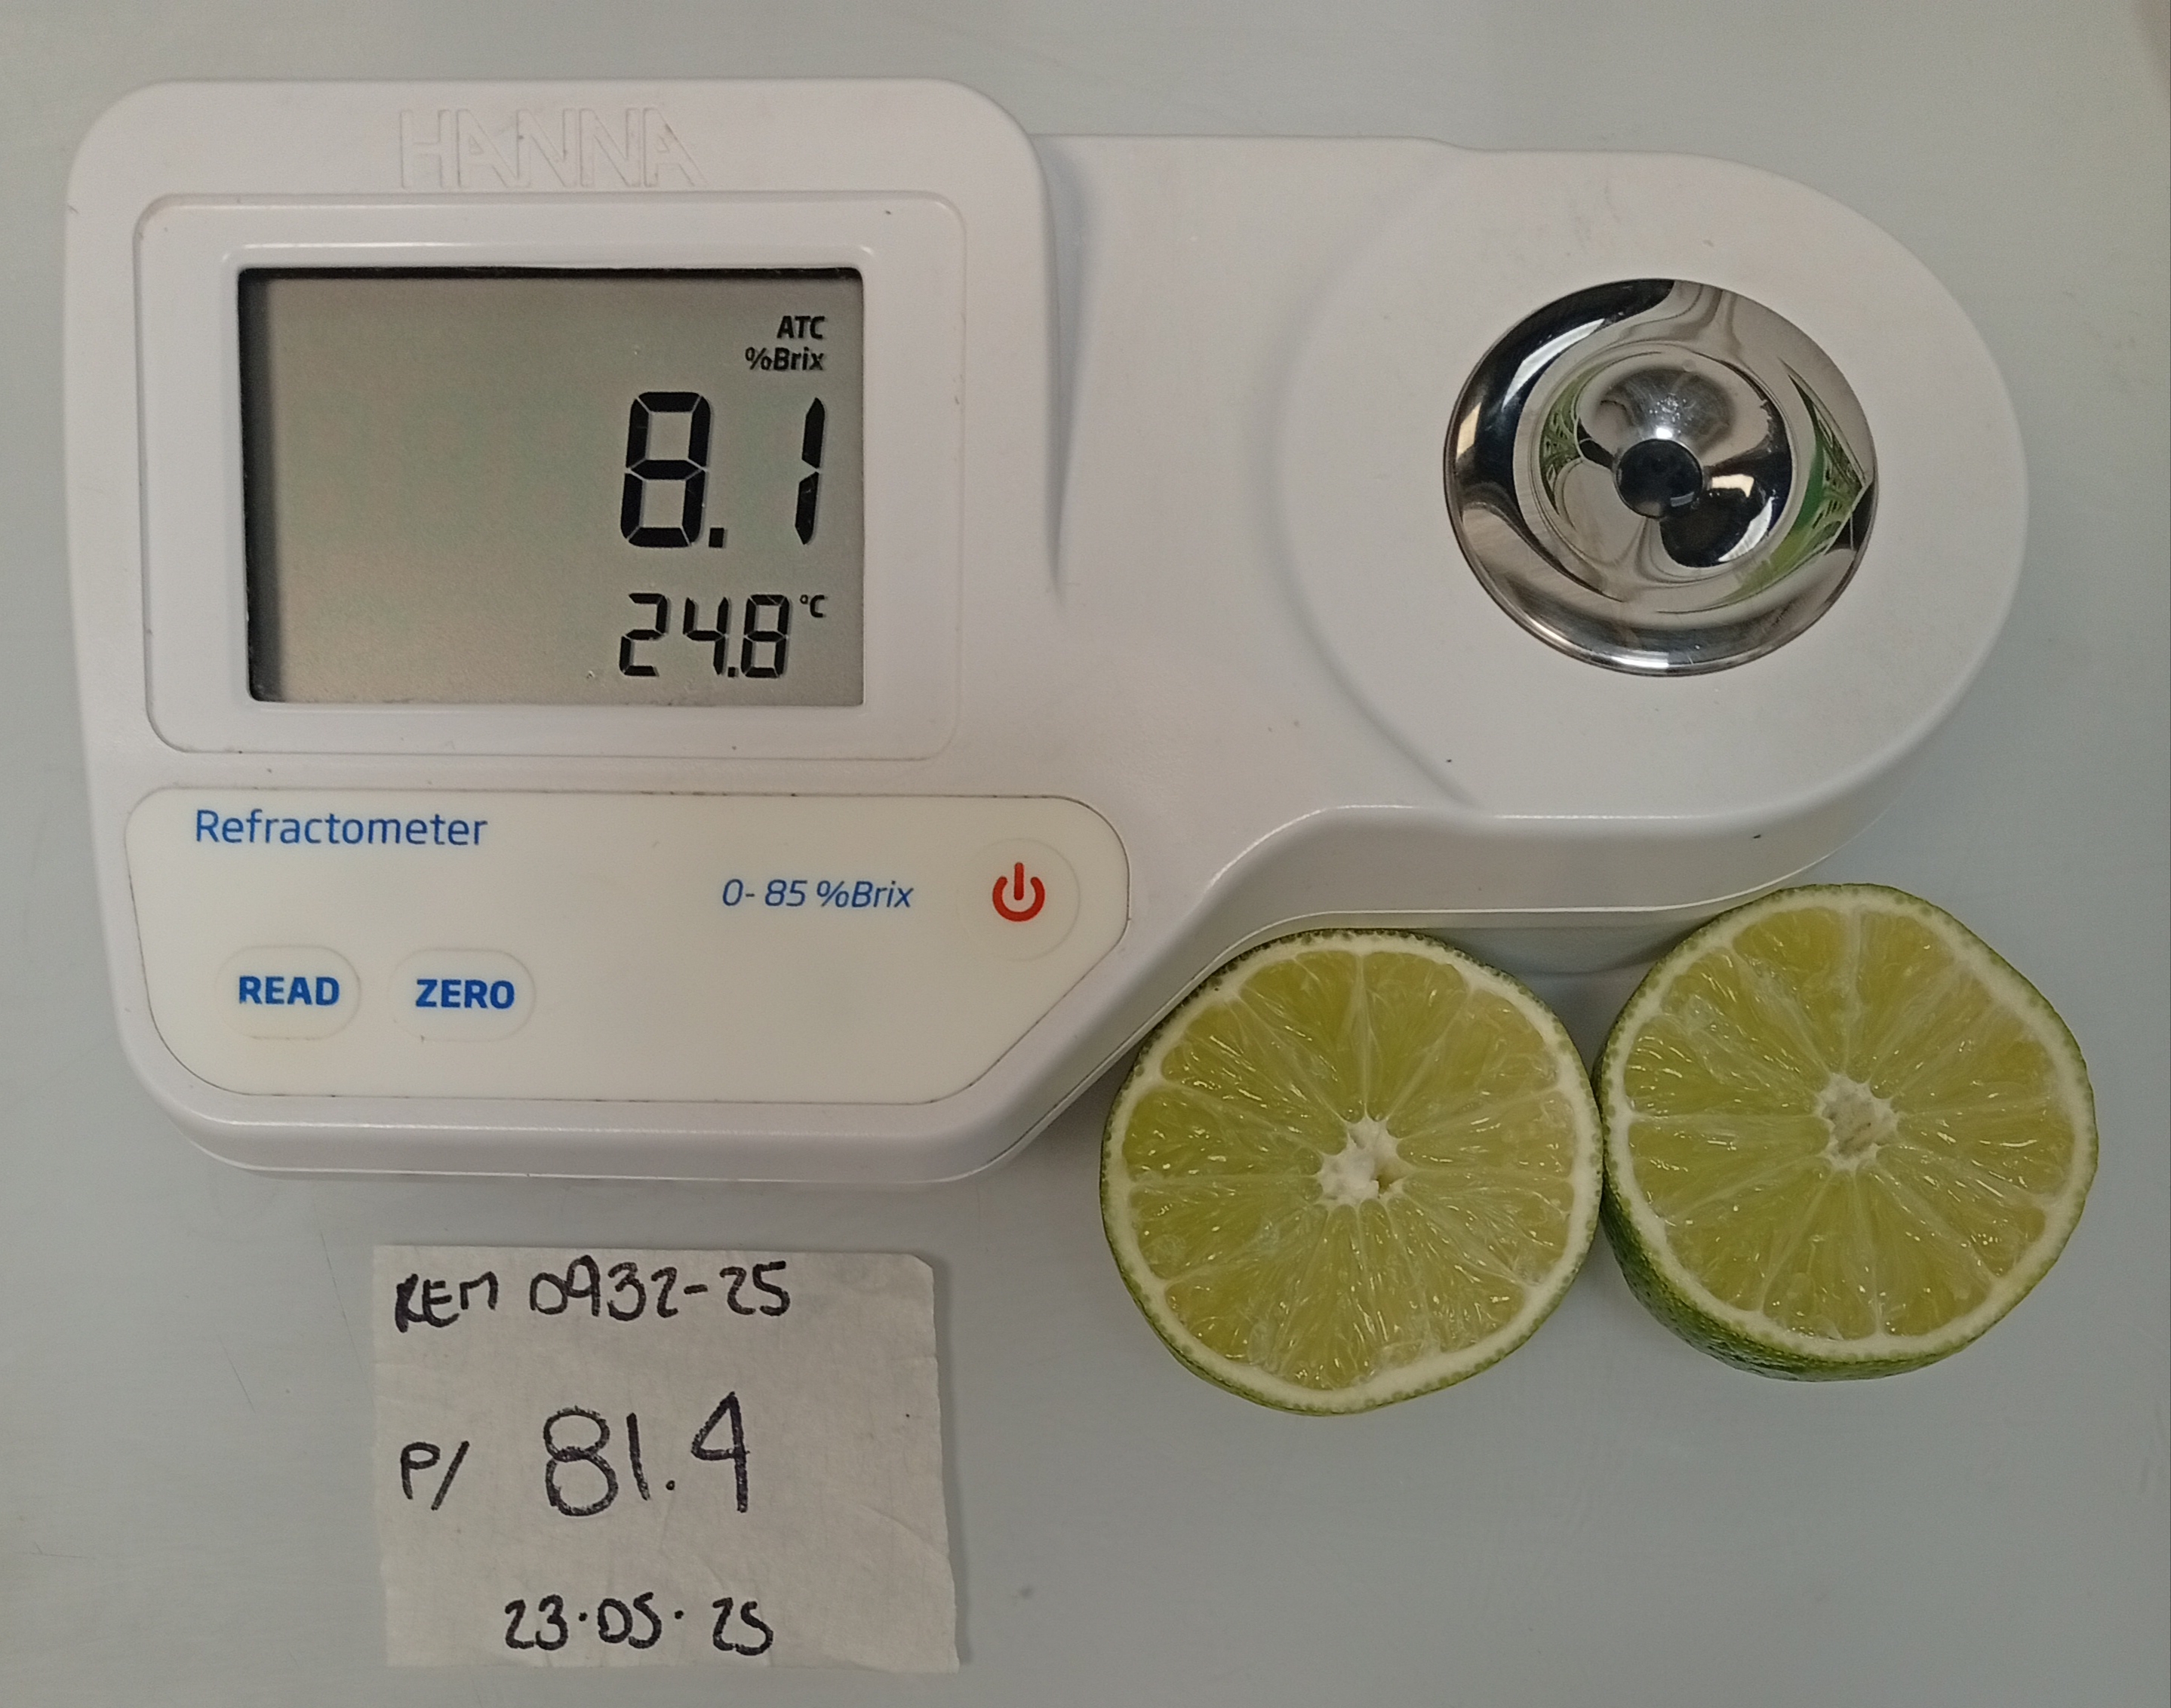 HANNA
ATC
%Brix
8.1
24.8 °C
Refractometer
0- 85 %Brix
READ ZERO
REM 0932-25
P/ 81.4
23.05.25